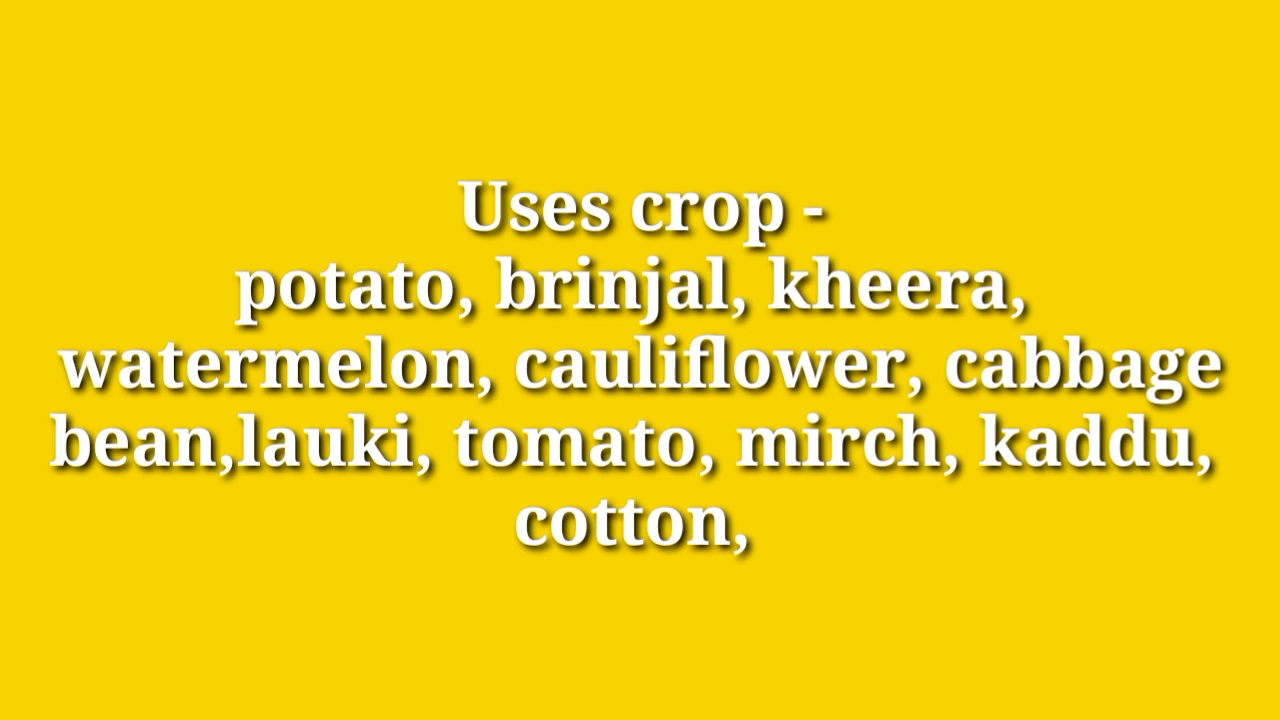 Uses crop -
potato, brinjal, kheera,
watermelon, cauliflower, cabbage
bean,lauki, tomato, mirch, kaddu,
cotton,